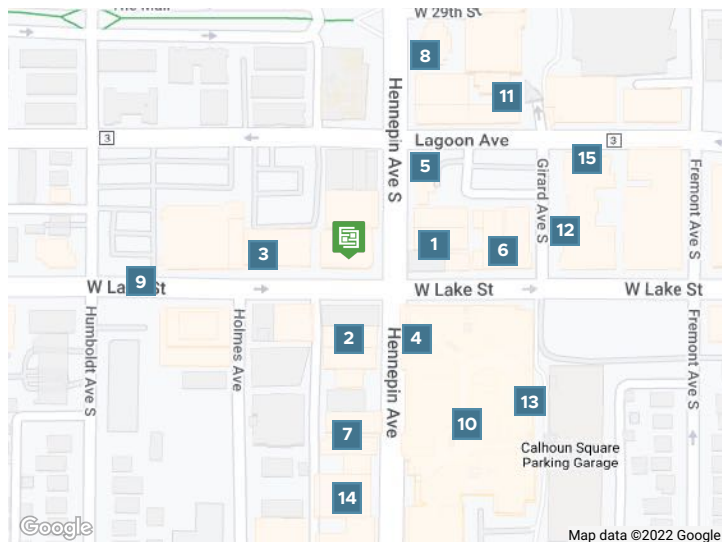 The Mall
W 29th St
8
11
Hennepin Ave S
3
Lagoon Ave
3
5
15
Girard Ave S
Fremont Ave S
12
1
6
3
9
W Lake St
W Lake St
W Lake St
Humboldt Ave S
Holmes Ave
2
Hennepin Ave
4
Fremont Ave S
13
10
7
Calhoun Square
Parking Garage
14
Google
Map data ©2022 Google